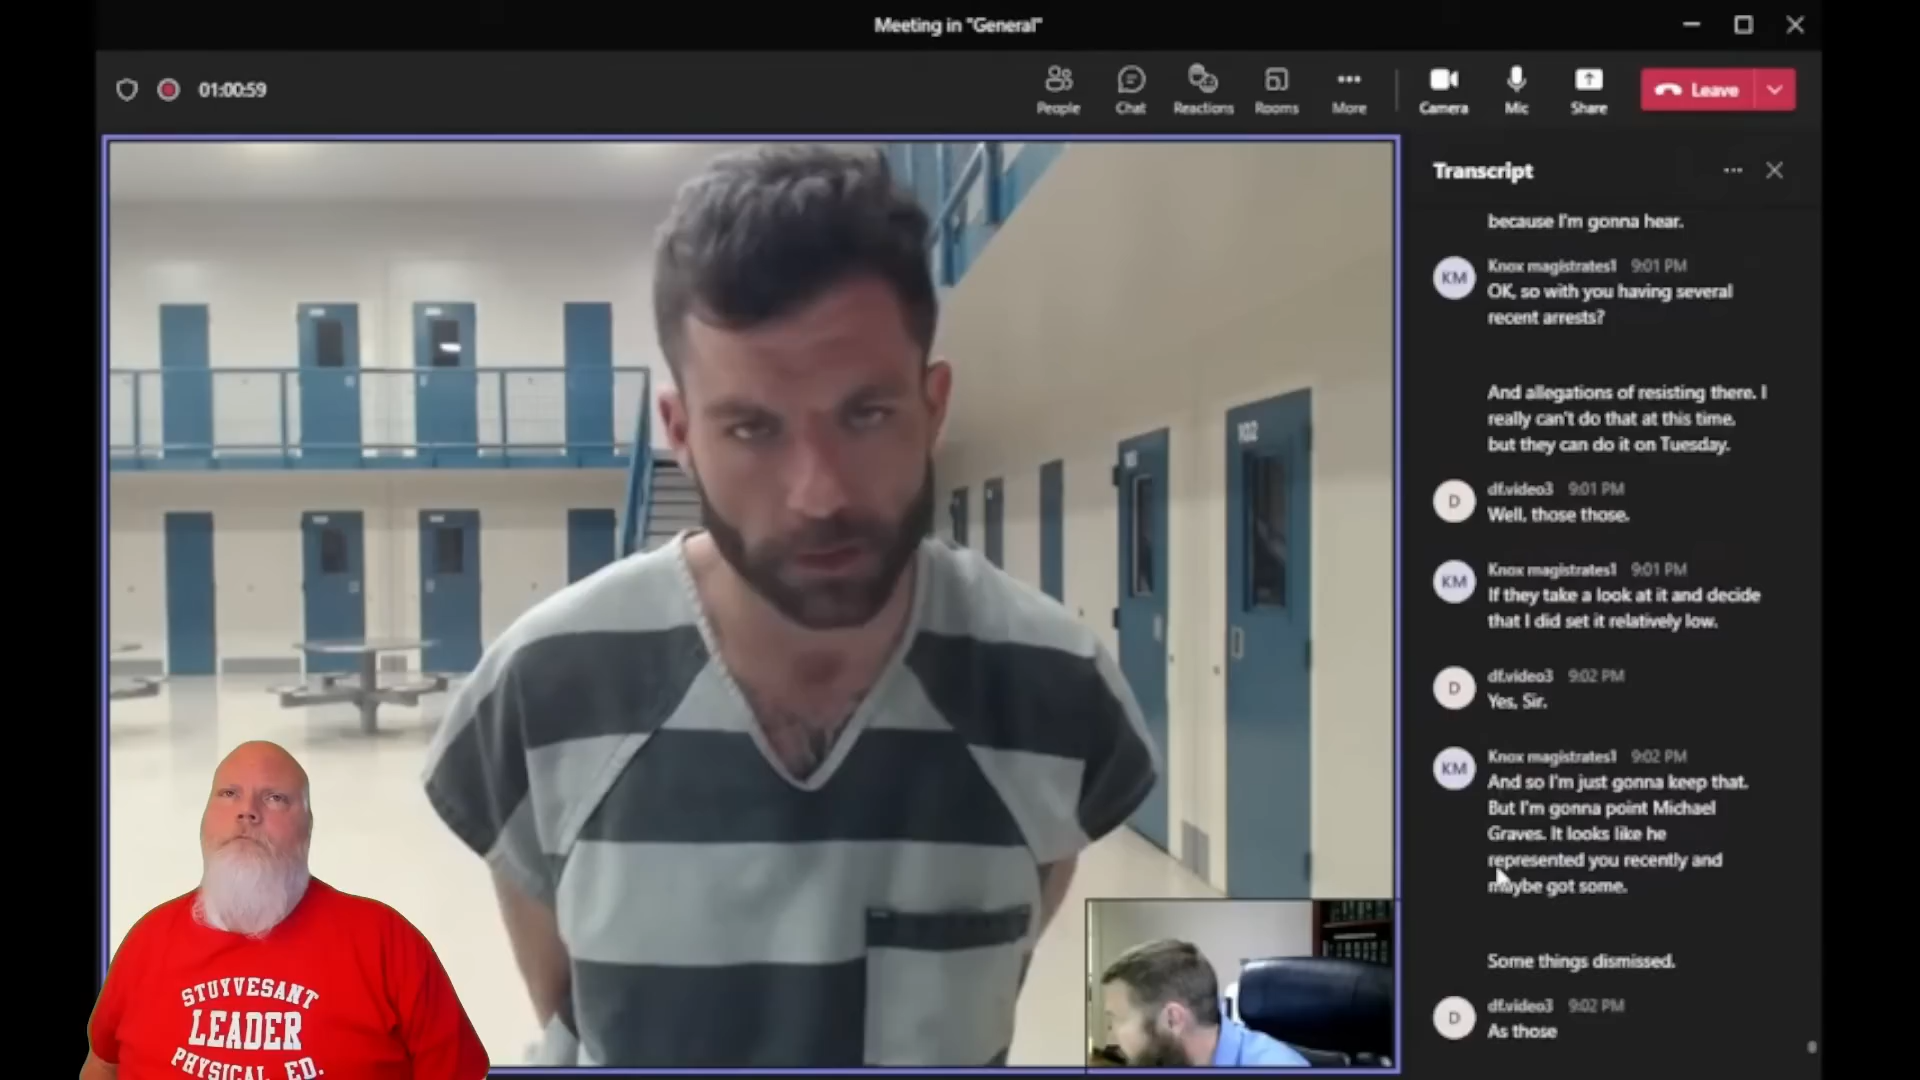 Meeting in "General"
01:00:59
People
Chat
Reactions
Rooms
More
Camera
Mic
Share
Leave
Transcript
because I'm gonna hear.
KM
Knox magistrates1 9:01 PM
OK, so with you having several
recent arrests?
And allegations of resisting there. I
really can't do that at this time,
but they can do it on Tuesday.
D
df.video3 9:01 PM
Well, those those.
KM
Knox magistrates1 9:01 PM
If they take a look at it and decide
that I did set it relatively low.
D
df.video3 9:02 PM
Yes, Sir.
KM
Knox magistrates1 9:02 PM
And so I'm just gonna keep that.
But I'm gonna point Michael
Graves. It looks like he
represented you recently and
maybe got some.
Some things dismissed.
D
df.video3 9:02 PM
As those
102
STUYVESANT
LEADER
PHYSICAL ED.